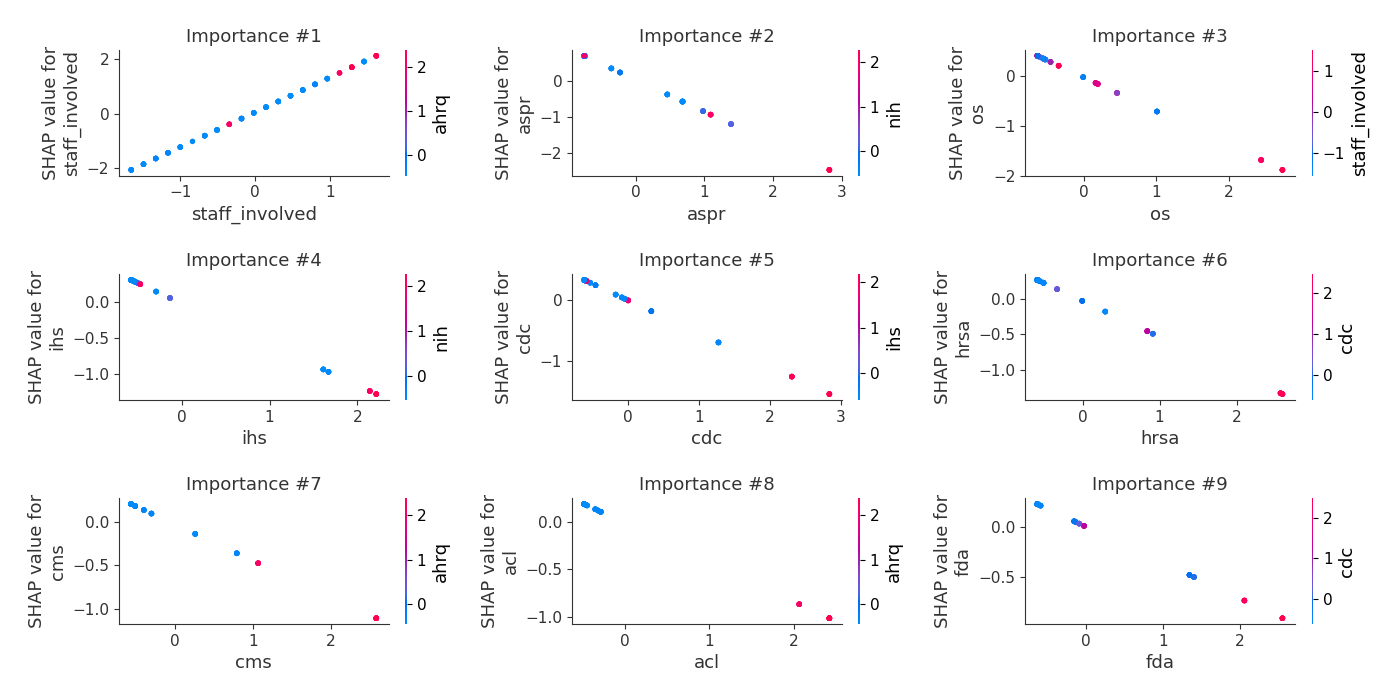 Importance #1
SHAP value for
staff_involved
2
0
−2
−1
0
1
staff_involved
2
1
0
ahrq
Importance #2
SHAP value for
aspr
0
−1
−2
0
1
2
3
aspr
2
1
0
nih
Importance #3
SHAP value for
os
0
−1
−2
0
1
2
os
1
0
−1
staff_involved
Importance #4
SHAP value for
ihs
0.0
−0.5
−1.0
0
1
2
ihs
2
1
0
nih
Importance #5
SHAP value for
cdc
0
−1
0
1
2
3
cdc
2
1
0
ihs
Importance #6
SHAP value for
hrsa
0.0
−0.5
−1.0
0
1
2
hrsa
2
1
0
cdc
Importance #7
SHAP value for
cms
0.0
−0.5
−1.0
0
1
2
cms
2
1
0
ahrq
Importance #8
SHAP value for
acl
0.0
−0.5
−1.0
0
1
2
acl
2
1
0
ahrq
Importance #9
SHAP value for
fda
0.0
−0.5
0
1
2
fda
2
1
0
cdc